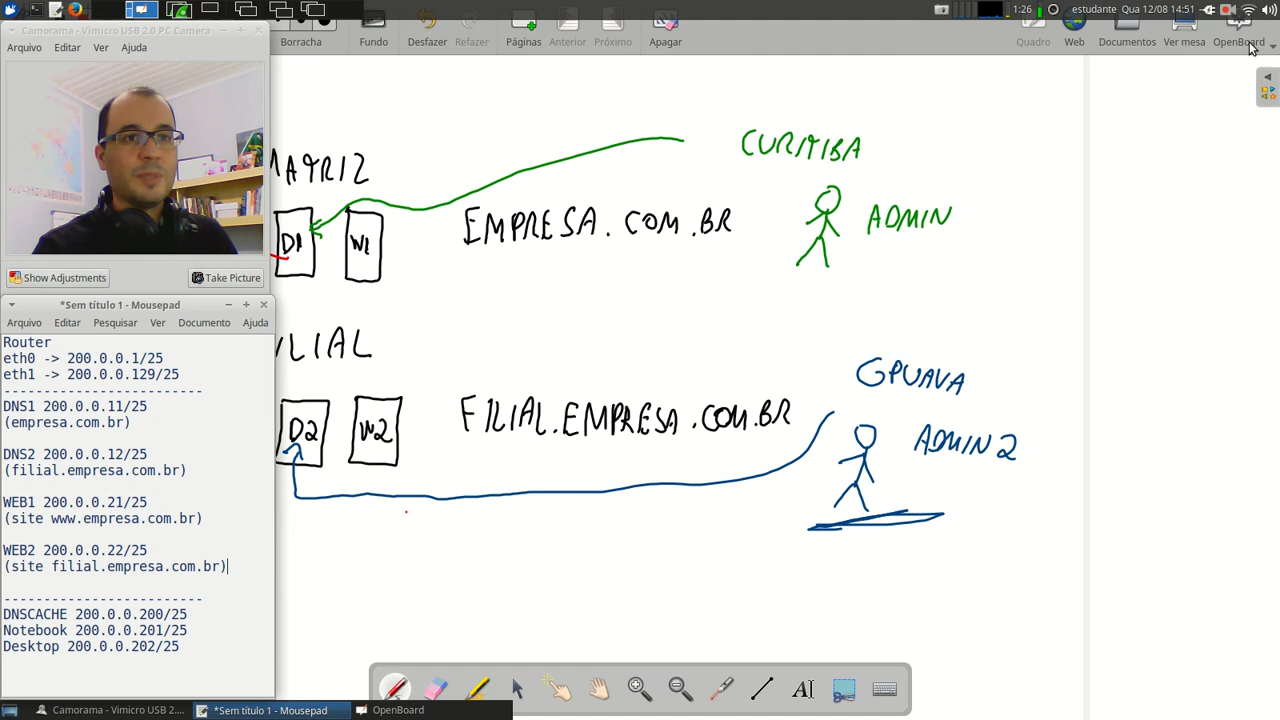 1:26 estudante Qua 12/08 14:51
Camorama - Vimicro USB 2.0 PC Camera
Arquivo Editar Ver Ajuda
Borracha Fundo Desfazer Refazer Páginas Anterior Próximo Apagar Quadro Web Documentos Ver mesa OpenBoard
MATRIZ
CURITIBA
D1 W1
EMPRESA.COM.BR
ADMIN
Show Adjustments Take Picture
*Sem título 1 - Mousepad
Arquivo Editar Pesquisar Ver Documento Ajuda
Router
eth0 -> 200.0.0.1/25
eth1 -> 200.0.0.129/25
-------------------------
DNS1 200.0.0.11/25
(empresa.com.br)
DNS2 200.0.0.12/25
(filial.empresa.com.br)
WEB1 200.0.0.21/25
(site www.empresa.com.br)
WEB2 200.0.0.22/25
(site filial.empresa.com.br)
-------------------------
DNSCACHE 200.0.0.200/25
Notebook 200.0.0.201/25
Desktop 200.0.0.202/25
ILIAL
GPUAVA
D2 W2
FILIAL.EMPRESA.COM.BR
ADMIN 2
Camorama - Vimicro USB 2.... *Sem título 1 - Mousepad OpenBoard